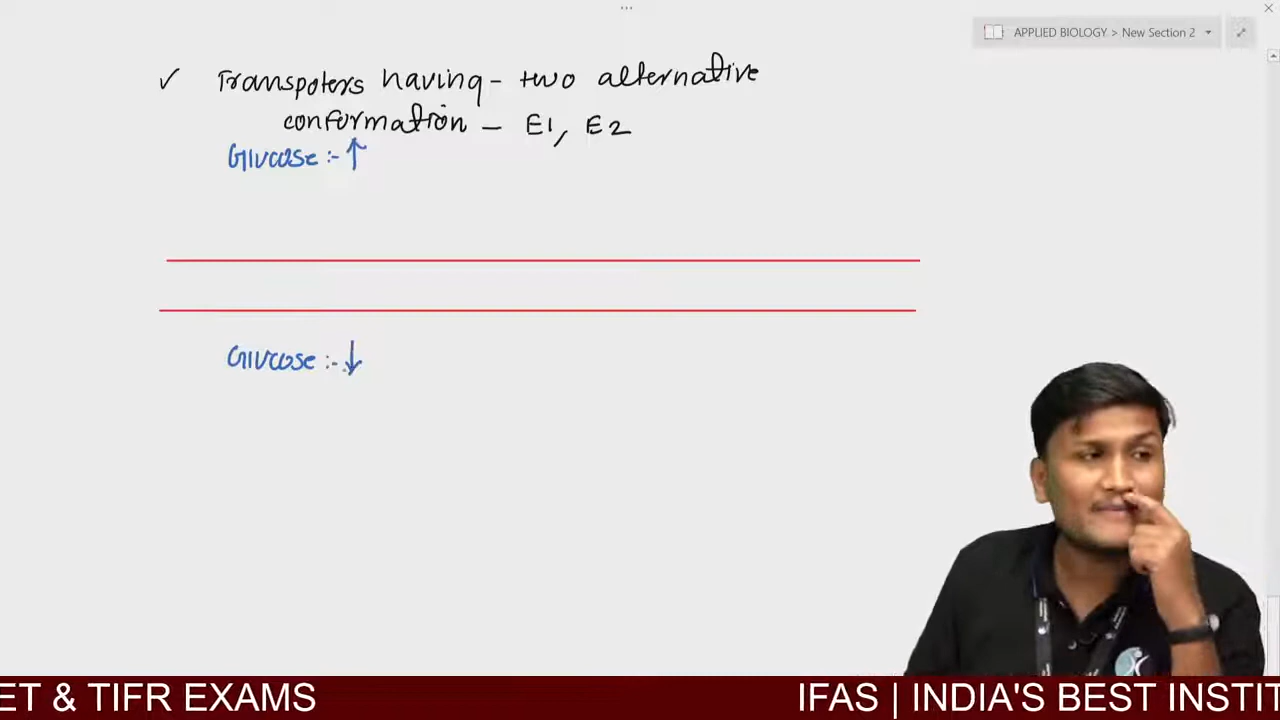 APPLIED BIOLOGY > New Section 2
✓ Transpoters having - two alternative
conformation - E1, E2
Glucose :- ↑
Glucose :- ↓
ET & TIFR EXAMS IFAS | INDIA'S BEST INSTIT